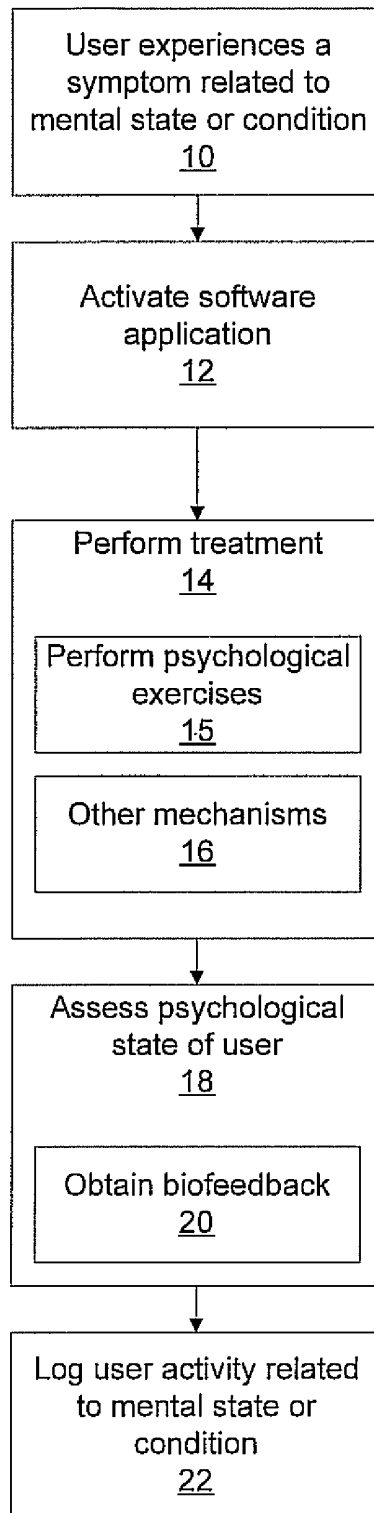 User experiences a
symptom related to
mental state or condition
10
Activate software
application
12
Perform treatment
14
Perform psychological
exercises
15
Other mechanisms
16
Assess psychological
state of user
18
Obtain biofeedback
20
Log user activity related
to mental state or
condition
22